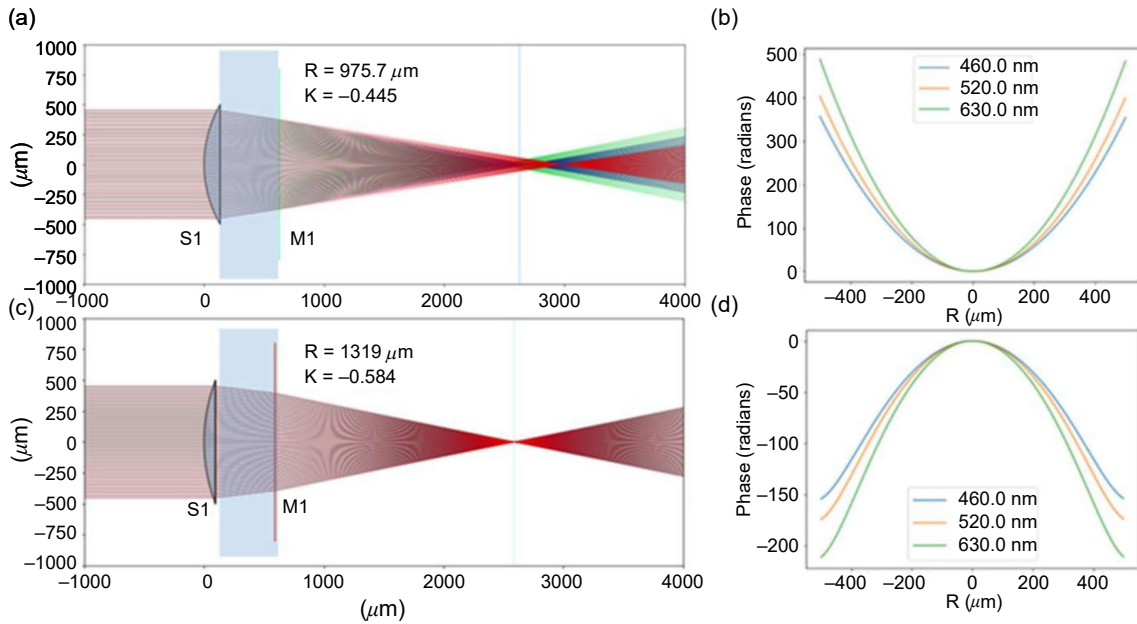 (a)
1000
750
500
250
0
−250
−500
−750
−1000
(μm)
R = 975.7 μm
K = −0.445
S1
M1
−1000
0
1000
2000
3000
4000
(b)
500
400
300
200
100
0
Phase (radians)
460.0 nm
520.0 nm
630.0 nm
−400
−200
0
200
400
R (μm)
(c)
1000
750
500
250
0
−250
−500
−750
−1000
(μm)
R = 1319 μm
K = −0.584
S1
M1
−1000
0
1000
2000
3000
4000
(μm)
(d)
0
−50
−100
−150
−200
Phase (radians)
460.0 nm
520.0 nm
630.0 nm
−400
−200
0
200
400
R (μm)